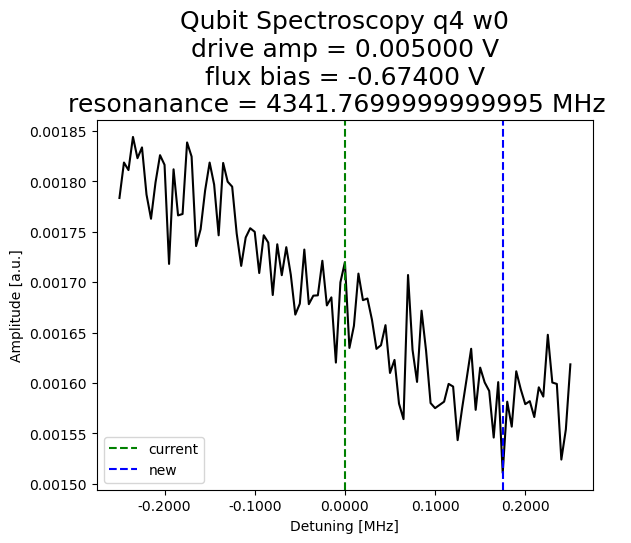 Qubit Spectroscopy q4 w0
drive amp = 0.005000 V
flux bias = -0.67400 V
resonanance = 4341.7699999999995 MHz
Amplitude [a.u.]
0.00185
0.00180
0.00175
0.00170
0.00165
0.00160
0.00155
0.00150
current
new
-0.2000 -0.1000 0.0000 0.1000 0.2000
Detuning [MHz]